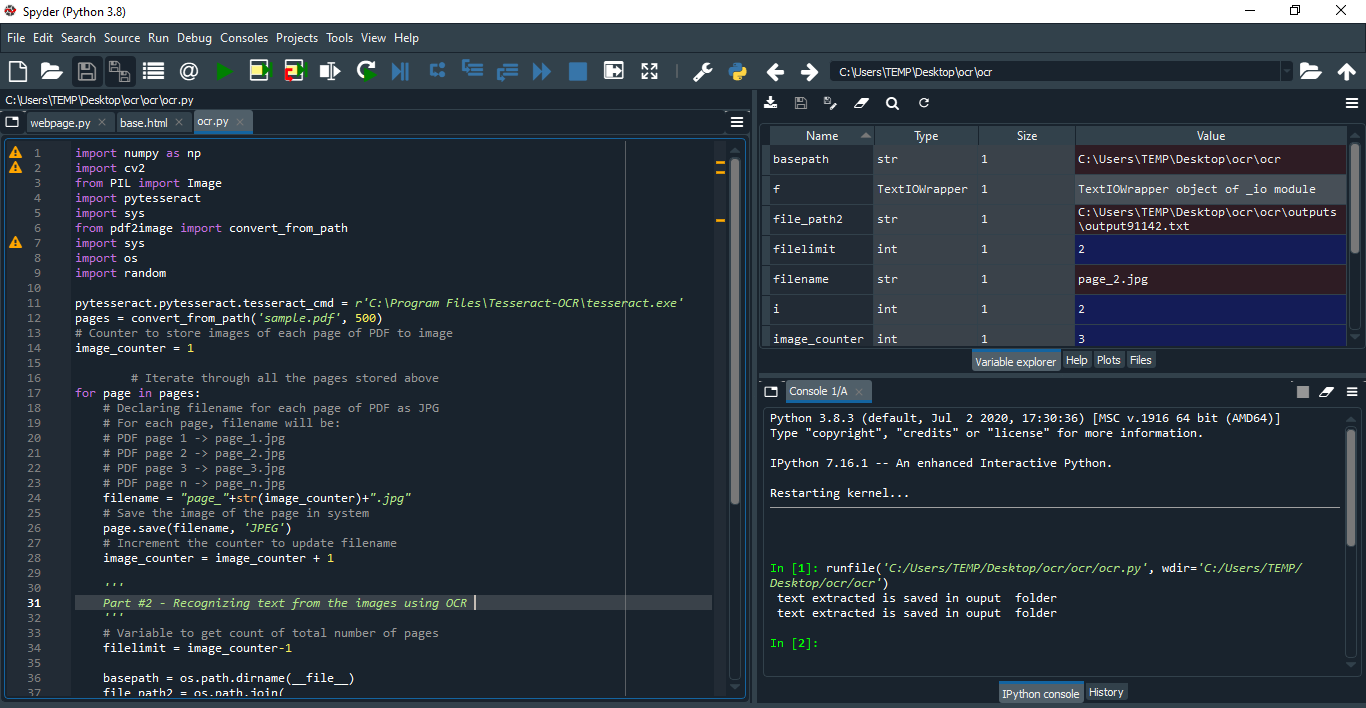 Spyder (Python 3.8)
File Edit Search Source Run Debug Consoles Projects Tools View Help
C:\Users\TEMP\Desktop\ocr\ocr
C:\Users\TEMP\Desktop\ocr\ocr\ocr.py
webpage.py
base.html
ocr.py
1 import numpy as np
2 import cv2
3 from PIL import Image
4 import pytesseract
5 import sys
6 from pdf2image import convert_from_path
7 import sys
8 import os
9 import random
10
11 pytesseract.pytesseract.tesseract_cmd = r'C:\Program Files\Tesseract-OCR\tesseract.exe'
12 pages = convert_from_path('sample.pdf', 500)
13 # Counter to store images of each page of PDF to image
14 image_counter = 1
15
16 # Iterate through all the pages stored above
17 for page in pages:
18 # Declaring filename for each page of PDF as JPG
19 # For each page, filename will be:
20 # PDF page 1 -> page_1.jpg
21 # PDF page 2 -> page_2.jpg
22 # PDF page 3 -> page_3.jpg
23 # PDF page n -> page_n.jpg
24 filename = "page_"+str(image_counter)+".jpg"
25 # Save the image of the page in system
26 page.save(filename, 'JPEG')
27 # Increment the counter to update filename
28 image_counter = image_counter + 1
29
30 '''
31 Part #2 - Recognizing text from the images using OCR
32 '''
33 # Variable to get count of total number of pages
34 filelimit = image_counter-1
35
36 basepath = os.path.dirname(__file__)
37 file_path2 = os.path.join(
Name Type Size Value
basepath str 1 C:\Users\TEMP\Desktop\ocr\ocr
f TextIOWrapper 1 TextIOWrapper object of _io module
file_path2 str 1 C:\Users\TEMP\Desktop\ocr\ocr\outputs
\output91142.txt
filelimit int 1 2
filename str 1 page_2.jpg
i int 1 2
image_counter int 1 3
Variable explorer Help Plots Files
Console 1/A
Python 3.8.3 (default, Jul  2 2020, 17:30:36) [MSC v.1916 64 bit (AMD64)]
Type "copyright", "credits" or "license" for more information.
IPython 7.16.1 -- An enhanced Interactive Python.
Restarting kernel...
In [1]: runfile('C:/Users/TEMP/Desktop/ocr/ocr/ocr.py', wdir='C:/Users/TEMP/
Desktop/ocr/ocr')
text extracted is saved in ouput  folder
text extracted is saved in ouput  folder
In [2]:
IPython console History